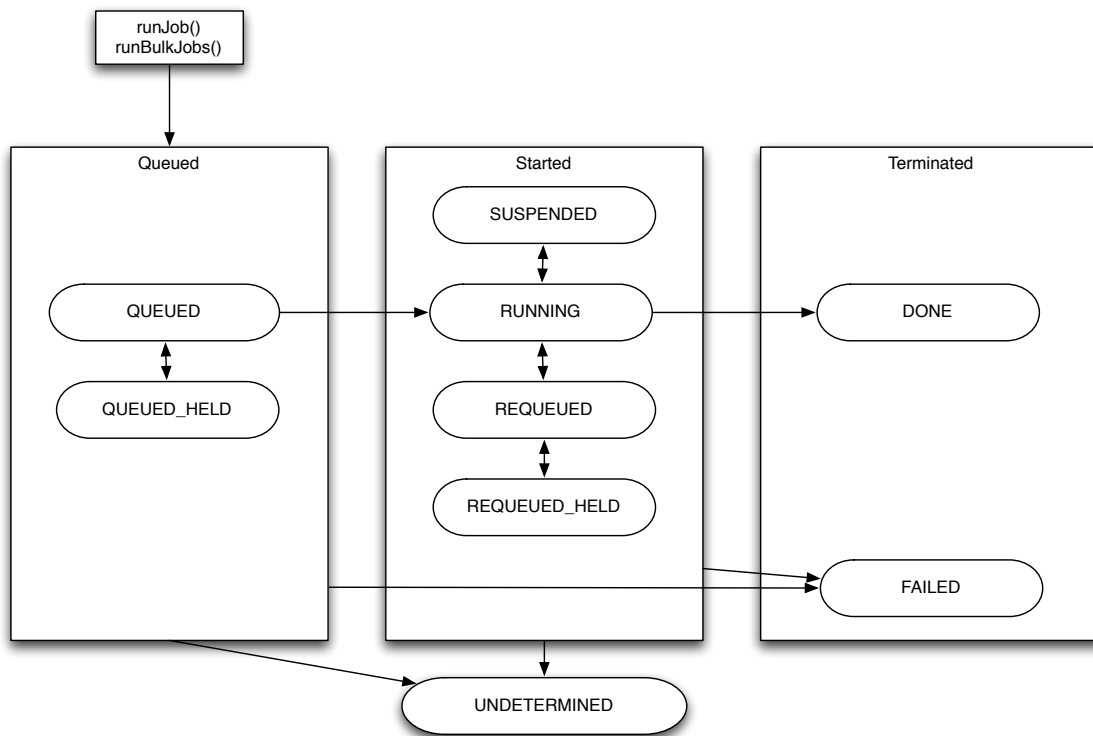 runJob()
runBulkJobs()
Queued
Started
Terminated
SUSPENDED
QUEUED
RUNNING
DONE
QUEUED_HELD
REQUEUED
REQUEUED_HELD
FAILED
UNDETERMINED